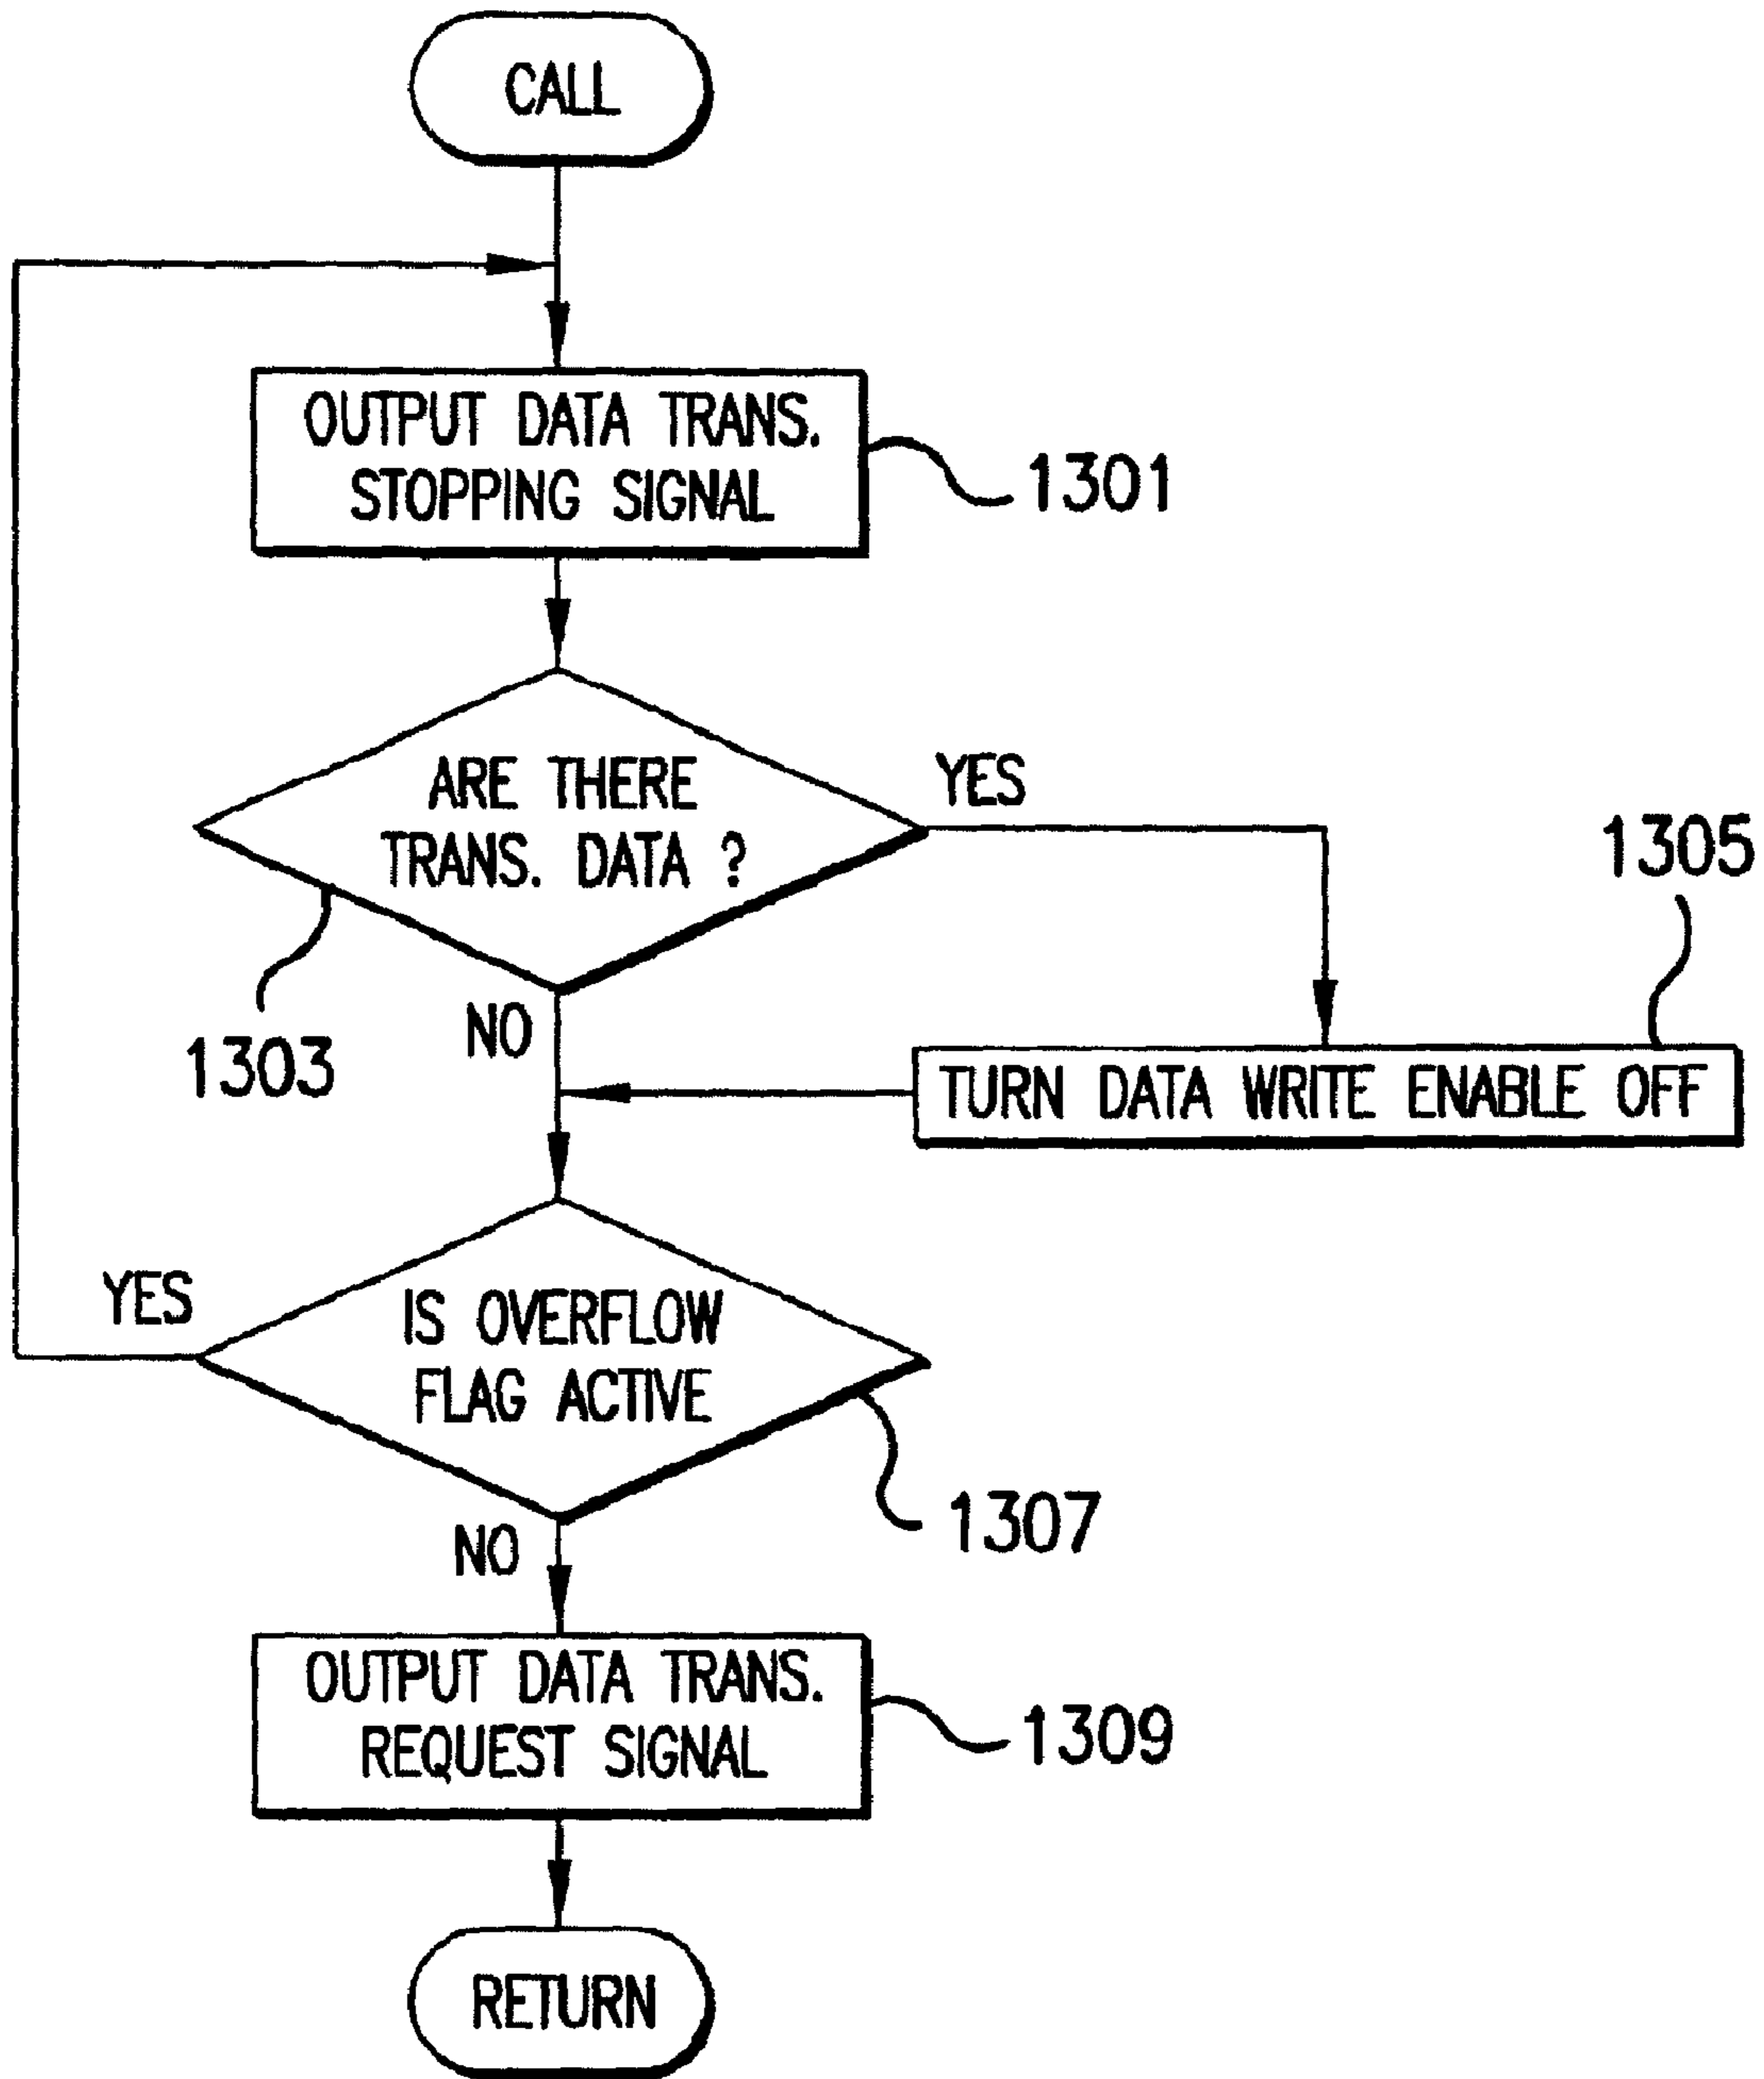 CALL
OUTPUT DATA TRANS.
STOPPING SIGNAL
1301
ARE THERE
TRANS. DATA ?
YES
1305
1303
NO
TURN DATA WRITE ENABLE OFF
YES
IS OVERFLOW
FLAG ACTIVE
1307
NO
OUTPUT DATA TRANS.
REQUEST SIGNAL
1309
RETURN